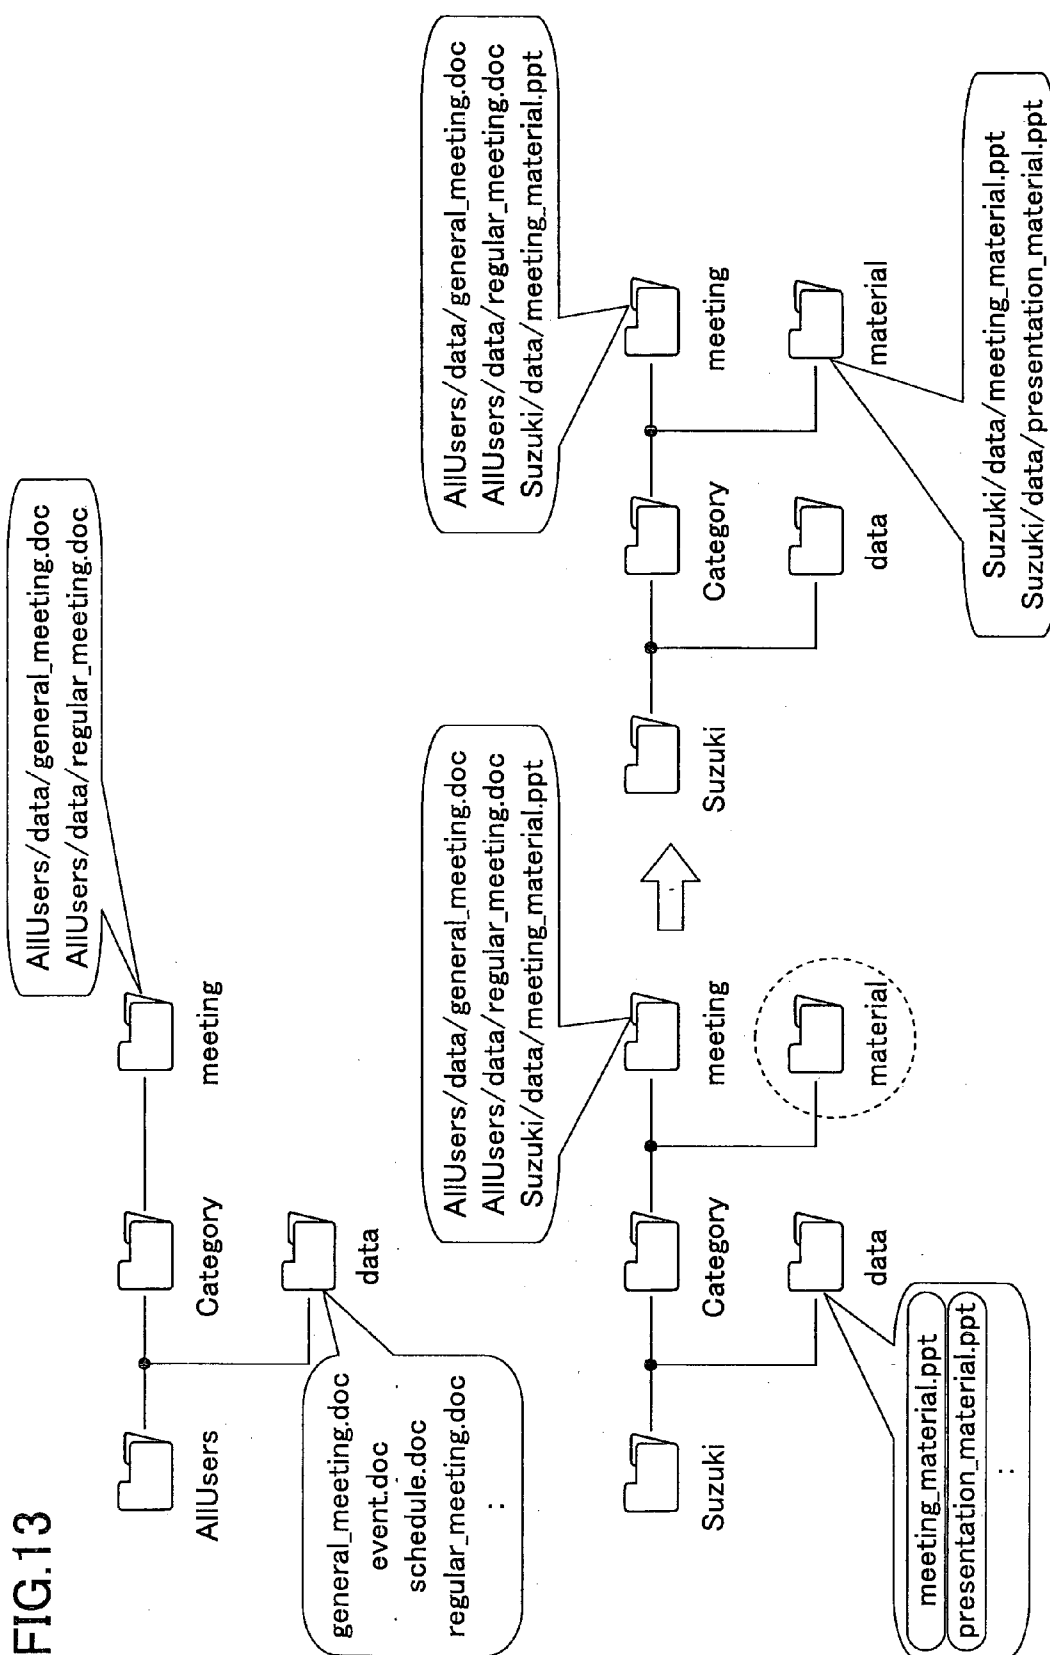 FIG.13
AllUsers/data/general_meeting.doc
AllUsers/data/regular_meeting.doc
AllUsers
Category
meeting
data
general_meeting.doc
event.doc
schedule.doc
regular_meeting.doc
:
AllUsers/data/general_meeting.doc
AllUsers/data/regular_meeting.doc
Suzuki/data/meeting_material.ppt
Suzuki
Category
meeting
data
material
meeting_material.ppt
presentation_material.ppt
:
AllUsers/data/general_meeting.doc
AllUsers/data/regular_meeting.doc
Suzuki/data/meeting_material.ppt
Suzuki
Category
meeting
data
material
Suzuki/data/meeting_material.ppt
Suzuki/data/presentation_material.ppt